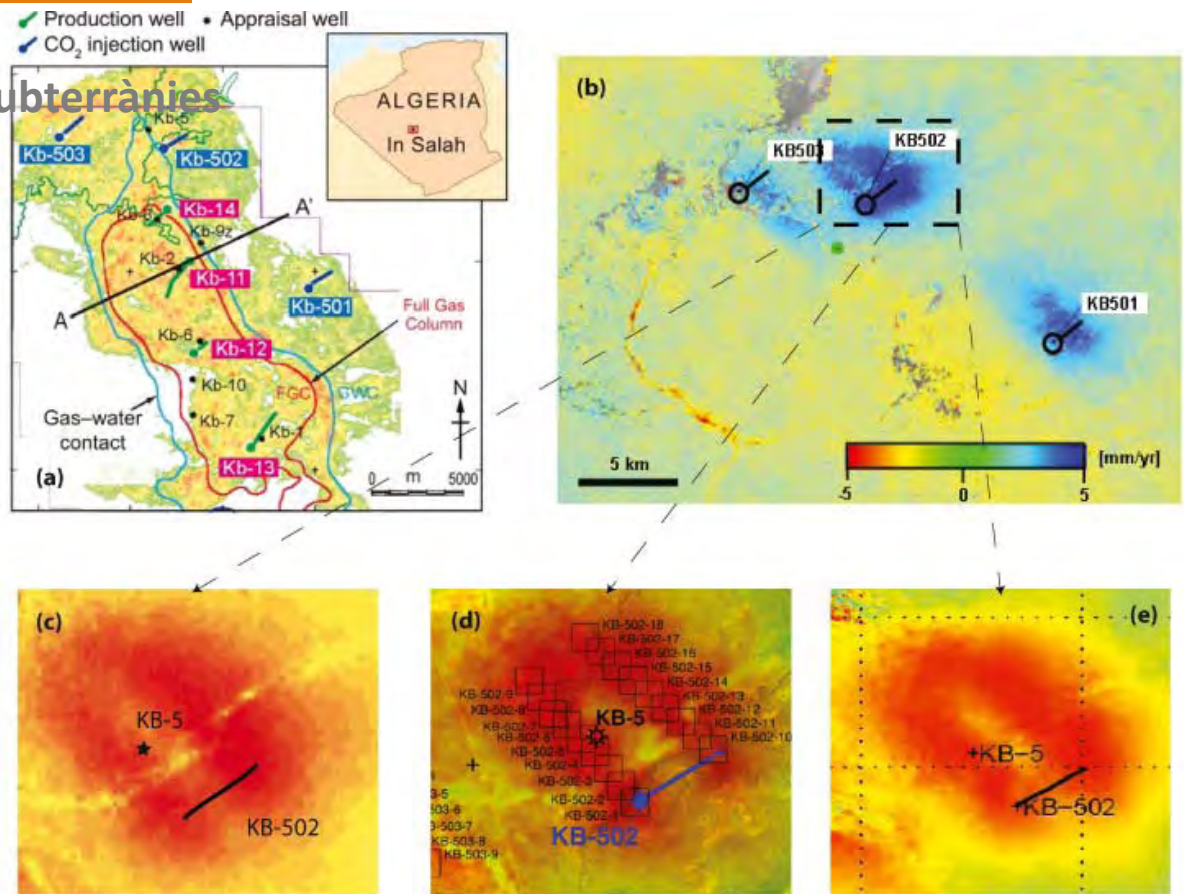 Production well • Appraisal well
CO2 injection well
ubterrànies
ALGERIA
In Salah
Kb-5
Kb-503
Kb-502
Kb-14
Kb-9z
A'
Kb-2
Kb-11
Kb-501
A
Full Gas
Column
Kb-6
Kb-12
Kb-10
FGC
GWC
Gas–water
contact
Kb-7
Kb-1
Kb-13
N
(a)
0 m 5000
(b)
KB503
KB502
KB501
5 km
[mm/yr]
-5 0 5
(c)
KB-5
KB-502
(d)
KB-502-18
KB-502-17
KB-502-16
KB-502-15
KB-502-14
KB-502-13
KB-502-12
KB-502-11
KB-502-10
KB-502-9
KB-502-8
KB-502-7
KB-502-6
KB-502-5
KB-502-4
KB-502-3
KB-502-2
KB-502-1
KB-5
KB-502
3-5
3-6
03-7
KB-503-8
KB-503-9
(e)
KB-5
KB-502